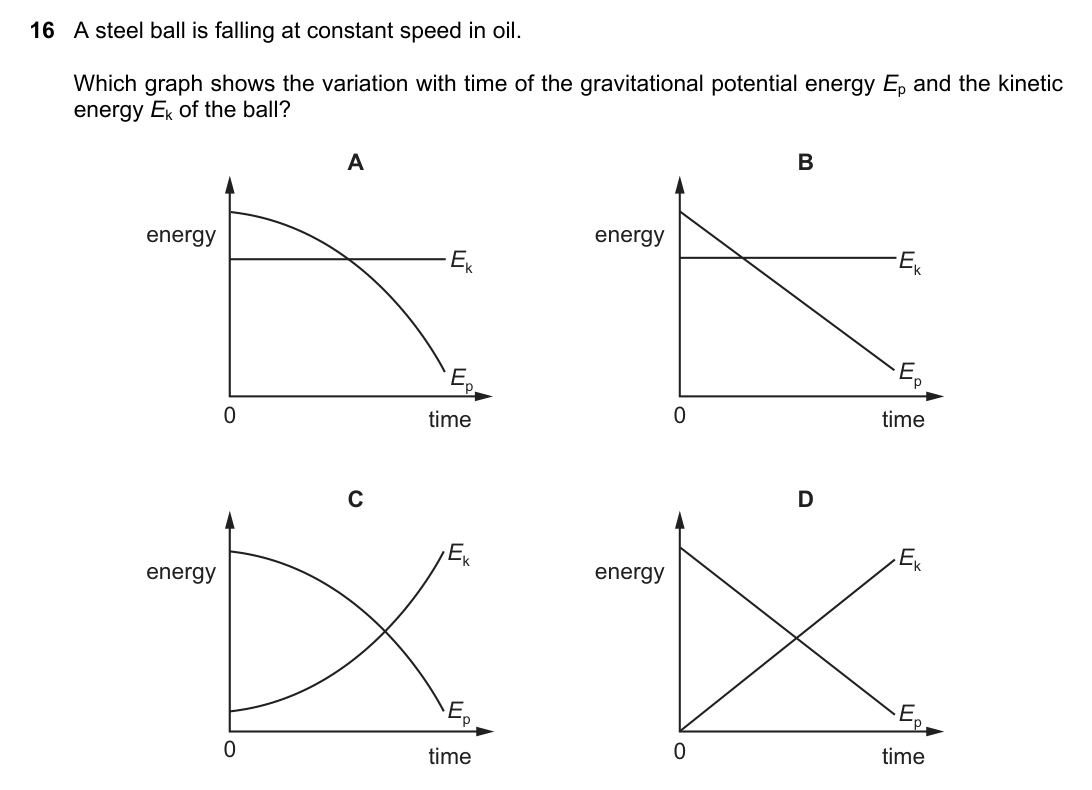 16 A steel ball is falling at constant speed in oil.
Which graph shows the variation with time of the gravitational potential energy Ep and the kinetic
energy Ek of the ball?
A
energy
Ek
Ep
0
time
B
energy
Ek
Ep
0
time
C
energy
Ek
Ep
0
time
D
energy
Ek
Ep
0
time